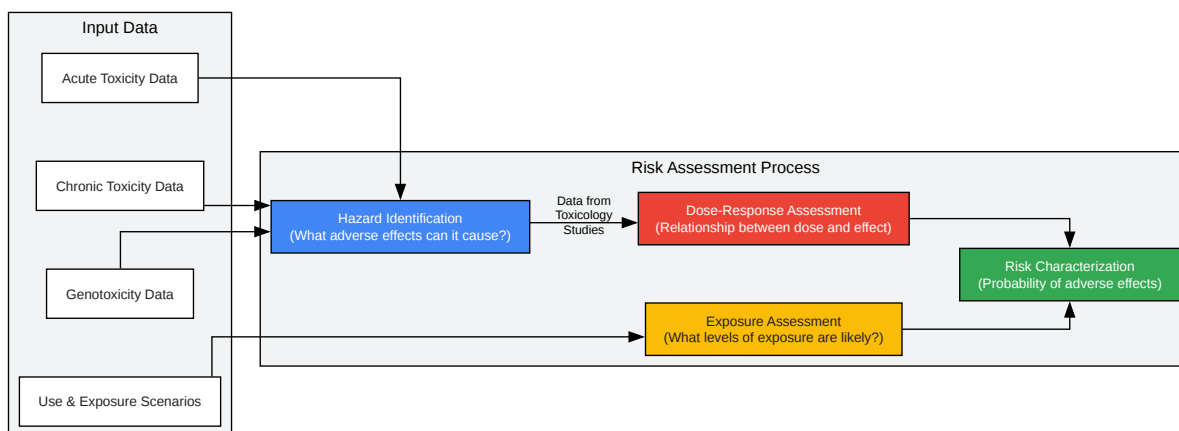 Input Data
Acute Toxicity Data
Chronic Toxicity Data
Genotoxicity Data
Use & Exposure Scenarios
Risk Assessment Process
Hazard Identification
(What adverse effects can it cause?)
Data from
Toxicology
Studies
Dose-Response Assessment
(Relationship between dose and effect)
Exposure Assessment
(What levels of exposure are likely?)
Risk Characterization
(Probability of adverse effects)